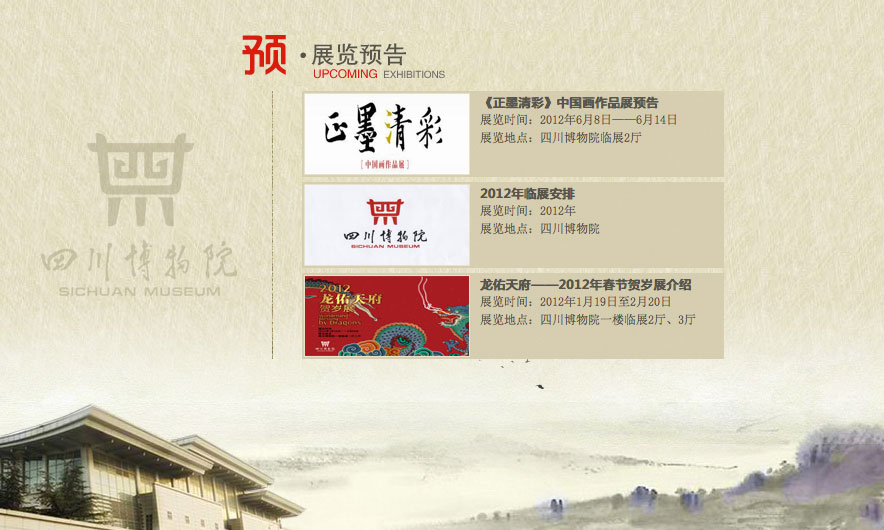 预
·展览预告
UPCOMING EXHIBITIONS
四川博物院
SICHUAN MUSEUM
正墨清彩
[中国画作品展]
《正墨清彩》中国画作品展预告
展览时间：2012年6月8日——6月14日
展览地点：四川博物院临展2厅
四川博物院
SICHUAN MUSEUM
2012年临展安排
展览时间：2012年
展览地点：四川博物院
2012
龙佑天府
贺岁展
by Dragons
龙佑天府——2012年春节贺岁展介绍
展览时间：2012年1月19日至2月20日
展览地点：四川博物院一楼临展2厅、3厅